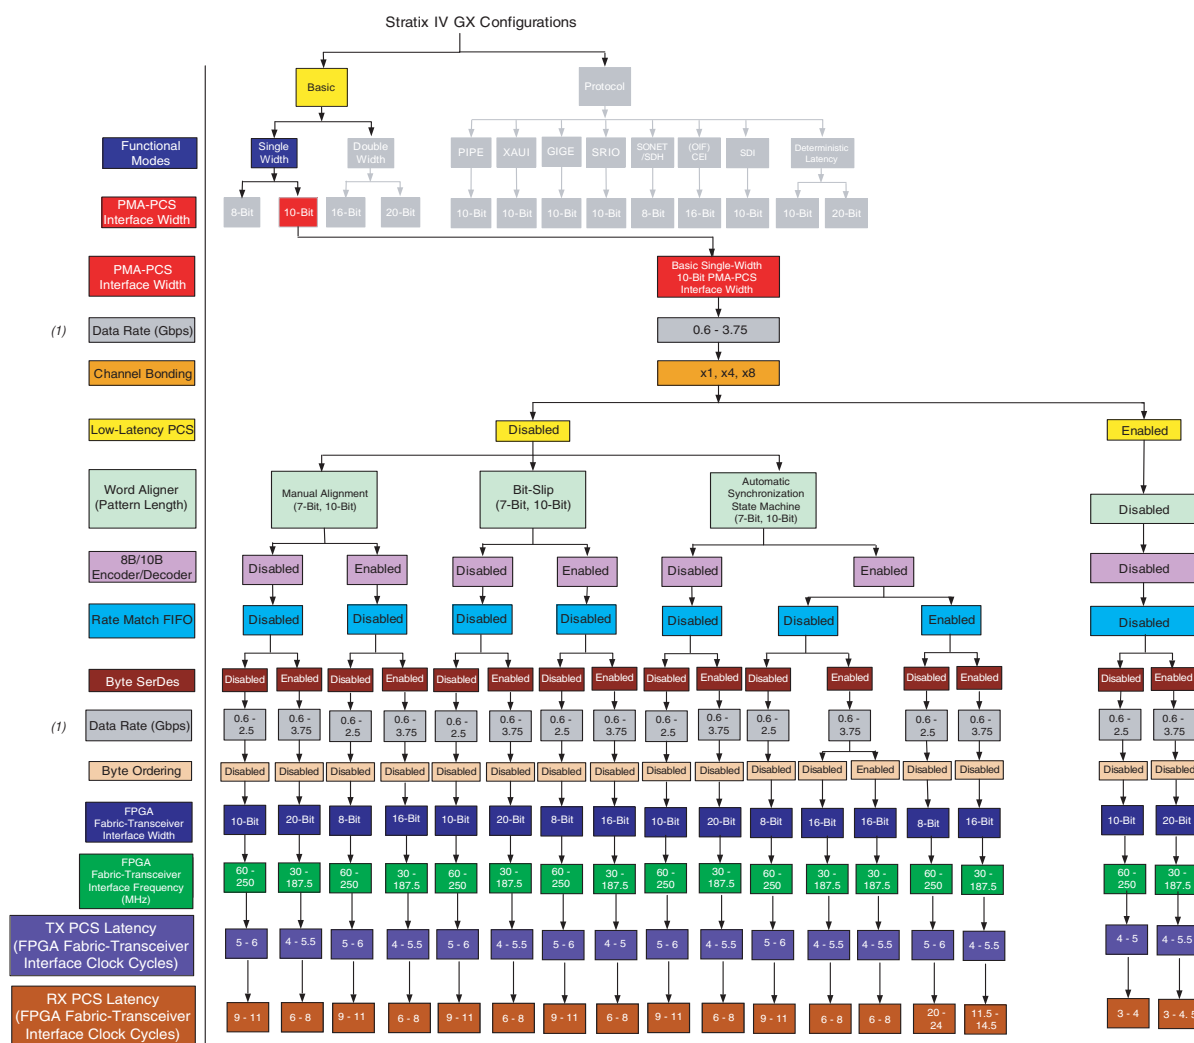 Stratix IV GX Configurations
Basic
Protocol
Functional
Modes
Single
Width
Double
Width
PIPE
XAUI
GIGE
SRIO
SONET
/SDH
(OIF)
CEI
SDI
Deterministic
Latency
PMA-PCS
Interface Width
8-Bit
10-Bit
16-Bit
20-Bit
10-Bit
10-Bit
10-Bit
10-Bit
8-Bit
16-Bit
10-Bit
10-Bit
20-Bit
PMA-PCS
Interface Width
Basic Single-Width
10-Bit PMA-PCS
Interface Width
(1)
Data Rate (Gbps)
0.6 - 3.75
Channel Bonding
x1, x4, x8
Low-Latency PCS
Disabled
Enabled
Word Aligner
(Pattern Length)
Manual Alignment
(7-Bit, 10-Bit)
Bit-Slip
(7-Bit, 10-Bit)
Automatic
Synchronization
State Machine
(7-Bit, 10-Bit)
Disabled
8B/10B
Encoder/Decoder
Disabled
Enabled
Disabled
Enabled
Disabled
Enabled
Disabled
Rate Match FIFO
Disabled
Disabled
Disabled
Disabled
Disabled
Disabled
Enabled
Disabled
Byte SerDes
Disabled
Enabled
Disabled
Enabled
Disabled
Enabled
Disabled
Enabled
Disabled
Enabled
Disabled
Enabled
Disabled
Enabled
Disabled
Enabled
(1)
Data Rate (Gbps)
0.6 -
2.5
0.6 -
3.75
0.6 -
2.5
0.6 -
3.75
0.6 -
2.5
0.6 -
3.75
0.6 -
2.5
0.6 -
3.75
0.6 -
2.5
0.6 -
3.75
0.6 -
2.5
0.6 -
3.75
0.6 -
2.5
0.6 -
3.75
0.6 -
2.5
0.6 -
3.75
Byte Ordering
Disabled
Disabled
Disabled
Disabled
Disabled
Disabled
Disabled
Disabled
Disabled
Disabled
Disabled
Disabled
Enabled
Disabled
Disabled
Disabled
Disabled
FPGA
Fabric-Transceiver
Interface Width
10-Bit
20-Bit
8-Bit
16-Bit
10-Bit
20-Bit
8-Bit
16-Bit
10-Bit
20-Bit
8-Bit
16-Bit
16-Bit
8-Bit
16-Bit
10-Bit
20-Bit
FPGA
Fabric-Transceiver
Interface Frequency
(MHz)
60 -
250
30 -
187.5
60 -
250
30 -
187.5
60 -
250
30 -
187.5
60 -
250
30 -
187.5
60 -
250
30 -
187.5
60 -
250
30 -
187.5
30 -
187.5
60 -
250
30 -
187.5
60 -
250
30 -
187.5
TX PCS Latency
(FPGA Fabric-Transceiver
Interface Clock Cycles)
5 - 6
4 - 5.5
5 - 6
4 - 5.5
5 - 6
4 - 5.5
5 - 6
4 - 5
5 - 6
4 - 5.5
5 - 6
4 - 5.5
4 - 5.5
5 - 6
4 - 5.5
4 - 5
4 - 5.5
RX PCS Latency
(FPGA Fabric-Transceiver
Interface Clock Cycles)
9 - 11
6 - 8
9 - 11
6 - 8
9 - 11
6 - 8
9 - 11
6 - 8
9 - 11
6 - 8
9 - 11
6 - 8
6 - 8
20 -
24
11.5 -
14.5
3 - 4
3 - 4. 5